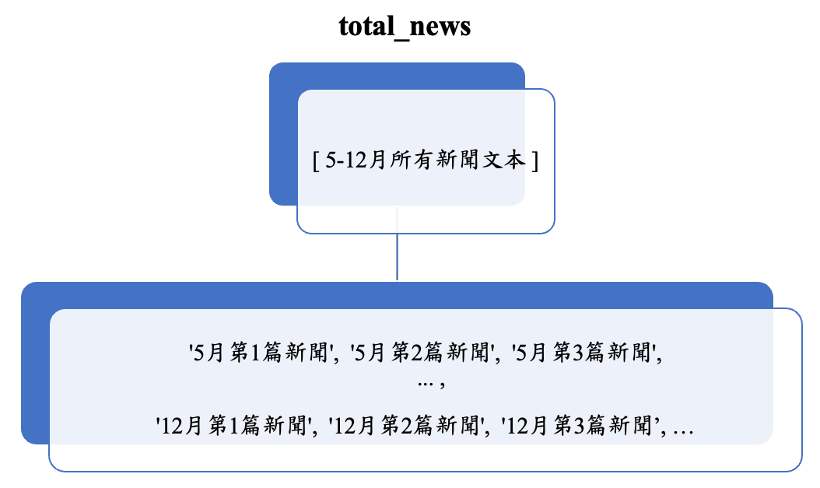 total_news
[ 5-12月所有新聞文本 ]
'5月第1篇新聞', '5月第2篇新聞', '5月第3篇新聞',
... ,
'12月第1篇新聞', '12月第2篇新聞', '12月第3篇新聞’, …